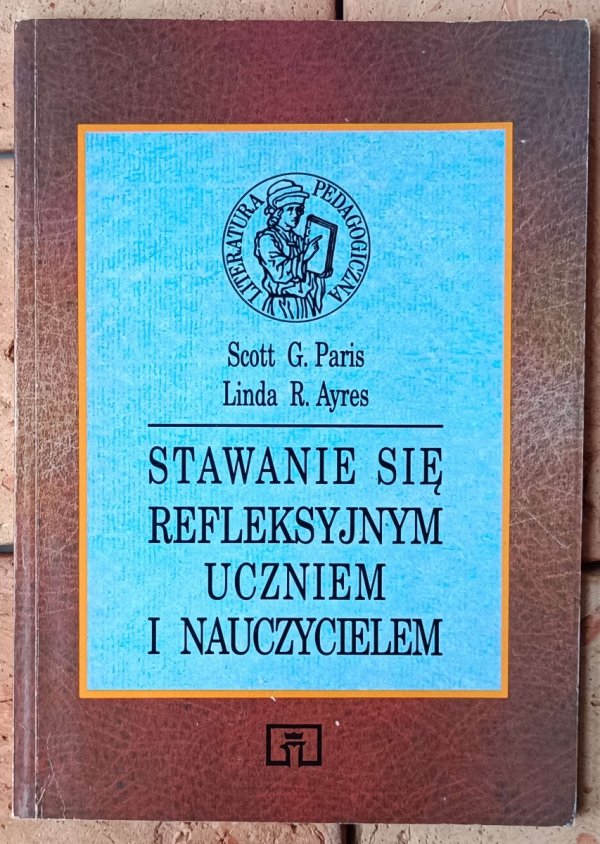 LITERATURA PEDAGOGICZNA
Scott G. Paris
Linda R. Ayres
STAWANIE SIĘ
REFLEKSYJNYM
UCZNIEM
I NAUCZYCIELEM